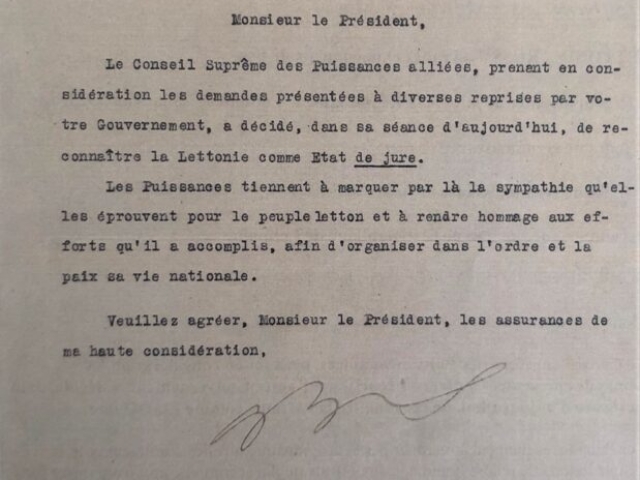 Monsieur le Président,
Le Conseil Suprême des Puissances alliées, prenant en con-
sidération les demandes présentées à diverses reprises par vo-
tre Gouvernement, a décidé, dans sa séance d'aujourd'hui, de re-
connaître la Lettonie comme Etat de jure.
Les Puissances tiennent à marquer par là la sympathie qu'el-
les éprouvent pour le peuple letton et à rendre hommage aux ef-
forts qu'il a accomplis, afin d'organiser dans l'ordre et la
paix sa vie nationale.
Veuillez agréer, Monsieur le Président, les assurances de
ma haute considération,